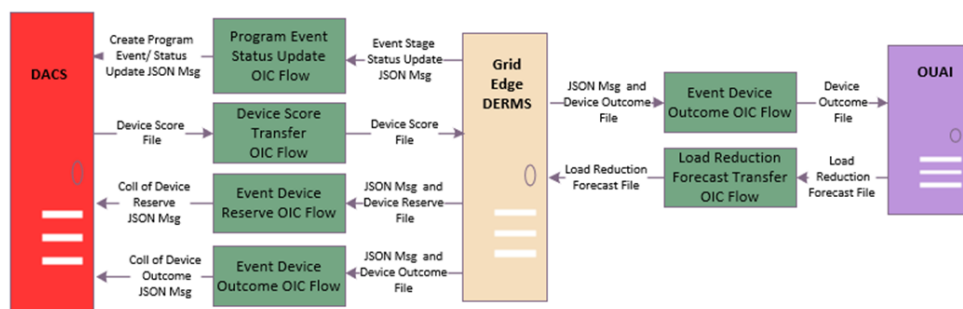 DACS
Create Program
Event/ Status
Update JSON Msg
Program Event
Status Update
OIC Flow
Event Stage
Status Update
JSON Msg
Device Score
File
Device Score
Transfer
OIC Flow
Device Score
File
Coll of Device
Reserve
JSON Msg
Event Device
Reserve OIC Flow
JSON Msg and
Device Reserve
File
Coll of Device
Outcome
JSON Msg
Event Device
Outcome OIC Flow
JSON Msg and
Device Outcome
File
Grid
Edge
DERMS
JSON Msg and
Device Outcome
File
Event Device
Outcome OIC Flow
Device
Outcome
File
Load Reduction
Forecast File
Load Reduction
Forecast Transfer
OIC Flow
Load
Reduction
Forecast File
OUAI